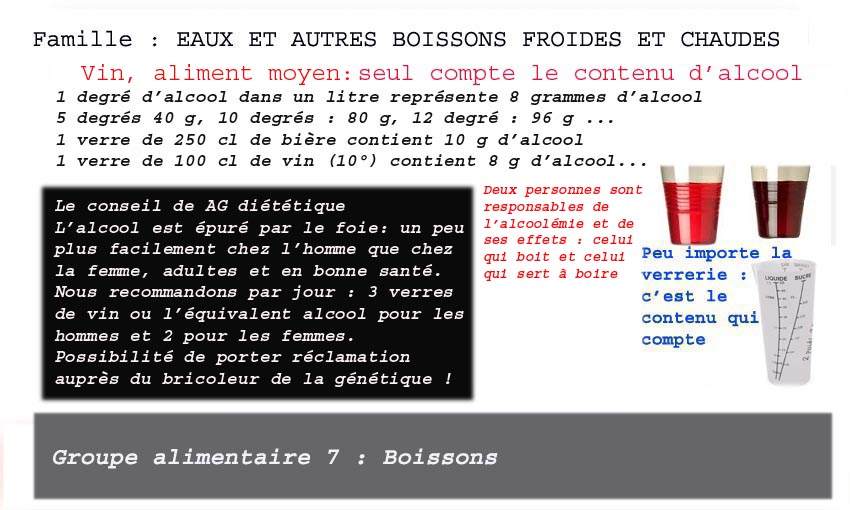 Famille : EAUX ET AUTRES BOISSONS FROIDES ET CHAUDES
Vin, aliment moyen: seul compte le contenu d'alcool
1 degré d'alcool dans un litre représente 8 grammes d'alcool
5 degrés 40 g, 10 degrés : 80 g, 12 degré : 96 g ...
1 verre de 250 cl de bière contient 10 g d'alcool
1 verre de 100 cl de vin (10°) contient 8 g d'alcool...
Le conseil de AG diététique
L'alcool est épuré par le foie: un peu
plus facilement chez l'homme que chez
la femme, adultes et en bonne santé.
Nous recommandons par jour : 3 verres
de vin ou l'équivalent alcool pour les
hommes et 2 pour les femmes.
Possibilité de porter réclamation
auprès du bricoleur de la génétique !
Deux personnes sont
responsables de
l'alcoolémie et de
ses effets : celui
qui boit et celui
qui sert à boire
Peu importe la
verrerie :
c'est le
contenu qui
compte
LIQUIDE SUCRE
Groupe alimentaire 7 : Boissons